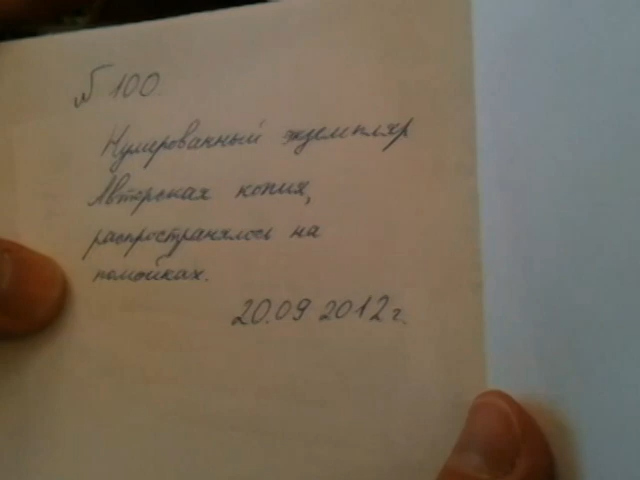 № 100.
Нумерованный экземпляр
Авторская копия,
распространялось на
помойках.
20.09 2012 г.